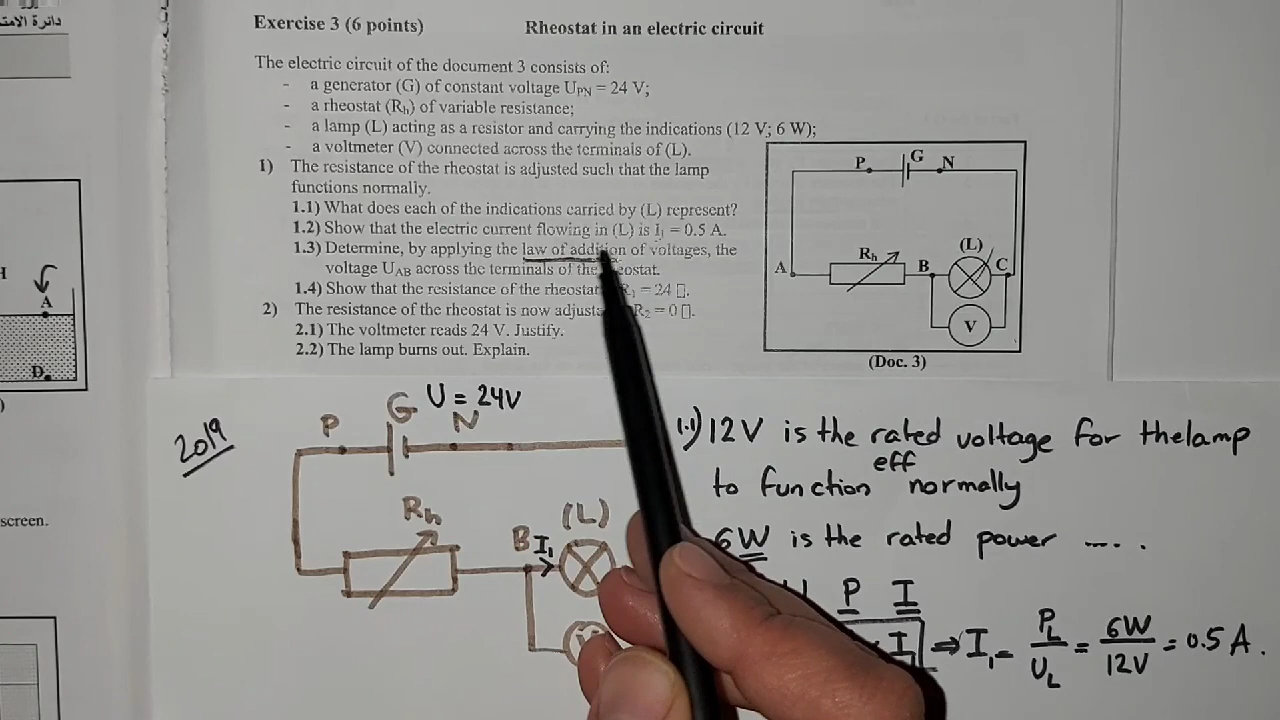 دائرة الامت
Exercise 3 (6 points)
Rheostat in an electric circuit
The electric circuit of the document 3 consists of:
- a generator (G) of constant voltage UPN = 24 V;
- a rheostat (Rh) of variable resistance;
- a lamp (L) acting as a resistor and carrying the indications (12 V; 6 W);
- a voltmeter (V) connected across the terminals of (L).
1) The resistance of the rheostat is adjusted such that the lamp
functions normally.
1.1) What does each of the indications carried by (L) represent?
1.2) Show that the electric current flowing in (L) is I1 = 0.5 A.
1.3) Determine, by applying the law of addition of voltages, the
voltage UAB across the terminals of the rheostat.
1.4) Show that the resistance of the rheostat R1 = 24 ▯.
2) The resistance of the rheostat is now adjuste R2 = 0 ▯.
2.1) The voltmeter reads 24 V. Justify.
2.2) The lamp burns out. Explain.
P G N
(L)
Rh
A B C
V
(Doc. 3)
H
A
D
)
screen.
2019
G U = 24V
P N
Rh (L)
B I1
1.1) 12V is the rated voltage for the lamp
eff
to function normally
6W is the rated power .....
P I
I1 ⇒ I1 = PL/UL = 6W/12V = 0.5 A.